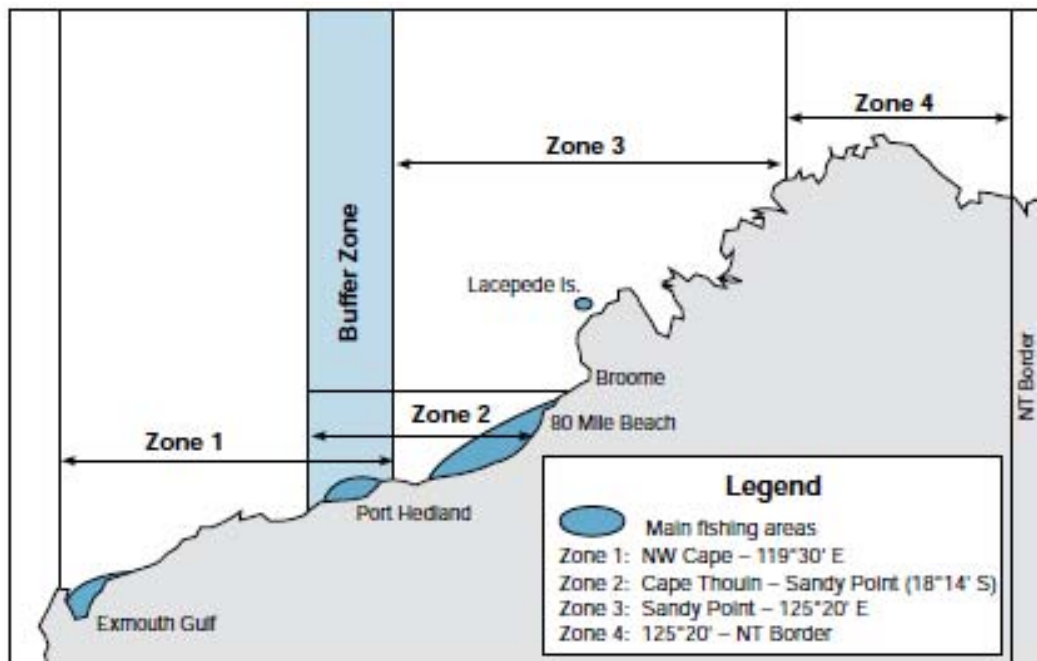 Zone 4
Zone 3
Buffer Zone
Lacepede Is.
Broome
NT Border
Zone 2
80 Mile Beach
Zone 1
Port Hedland
Exmouth Gulf
Legend
Main fishing areas
Zone 1: NW Cape – 119°30' E
Zone 2: Cape Thouin – Sandy Point (18°14' S)
Zone 3: Sandy Point – 125°20' E
Zone 4: 125°20' – NT Border